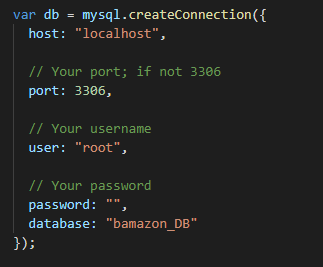 var db = mysql.createConnection({
host: "localhost",
// Your port; if not 3306
port: 3306,
// Your username
user: "root",
// Your password
password: "",
database: "bamazon_DB"
});